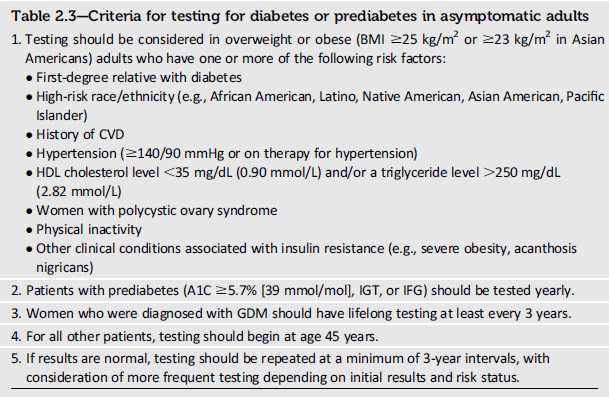 Table 2.3—Criteria for testing for diabetes or prediabetes in asymptomatic adults
1. Testing should be considered in overweight or obese (BMI ≥25 kg/m² or ≥23 kg/m² in Asian
Americans) adults who have one or more of the following risk factors:
● First-degree relative with diabetes
● High-risk race/ethnicity (e.g., African American, Latino, Native American, Asian American, Pacific
Islander)
● History of CVD
● Hypertension (≥140/90 mmHg or on therapy for hypertension)
● HDL cholesterol level <35 mg/dL (0.90 mmol/L) and/or a triglyceride level >250 mg/dL
(2.82 mmol/L)
● Women with polycystic ovary syndrome
● Physical inactivity
● Other clinical conditions associated with insulin resistance (e.g., severe obesity, acanthosis
nigricans)
2. Patients with prediabetes (A1C ≥5.7% [39 mmol/mol], IGT, or IFG) should be tested yearly.
3. Women who were diagnosed with GDM should have lifelong testing at least every 3 years.
4. For all other patients, testing should begin at age 45 years.
5. If results are normal, testing should be repeated at a minimum of 3-year intervals, with
consideration of more frequent testing depending on initial results and risk status.